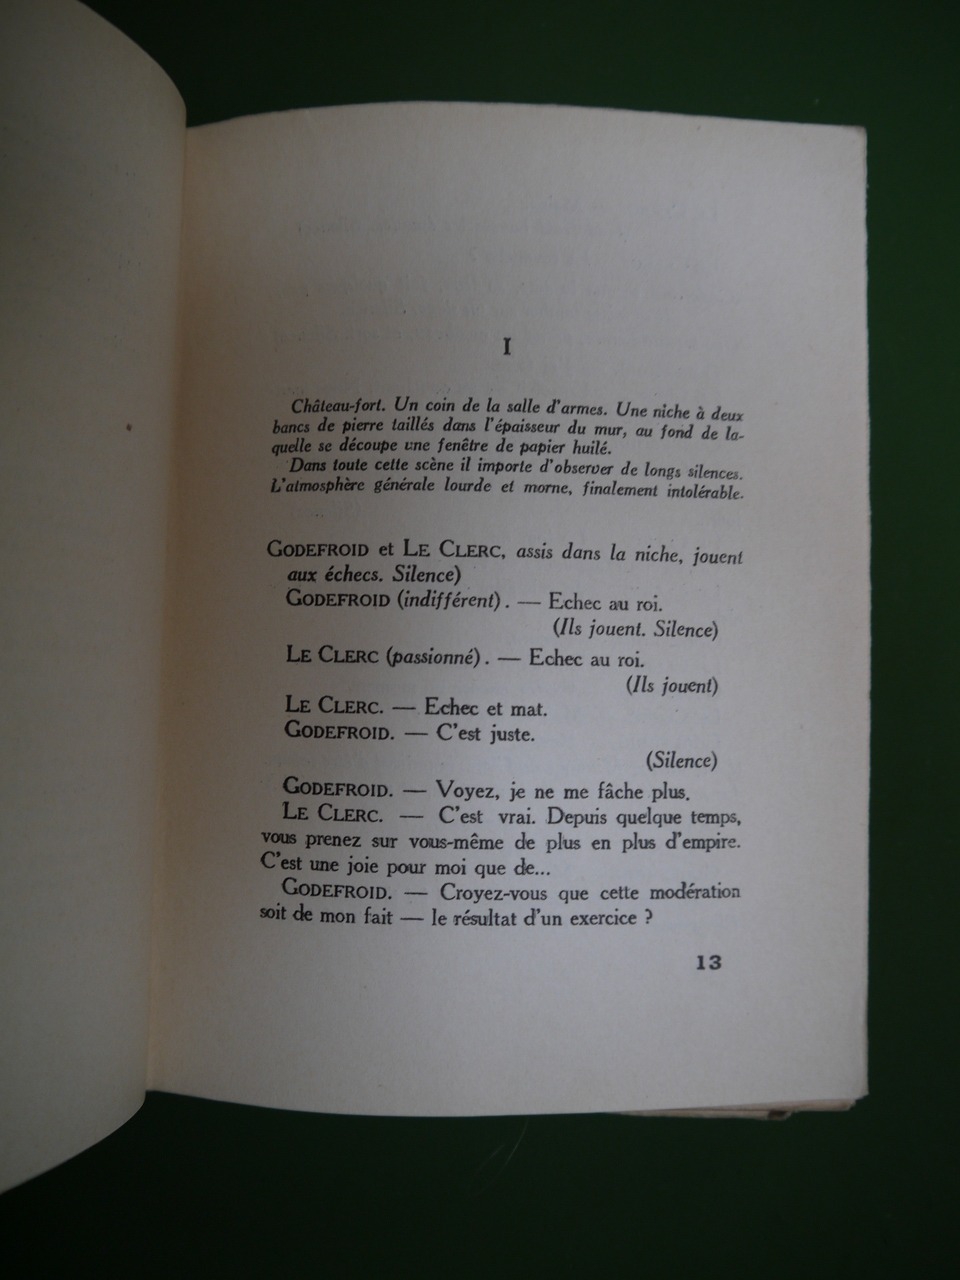 I
Château-fort. Un coin de la salle d'armes. Une niche à deux
bancs de pierre taillés dans l'épaisseur du mur, au fond de la-
quelle se découpe une fenêtre de papier huilé.
Dans toute cette scène il importe d'observer de longs silences.
L'atmosphère générale lourde et morne, finalement intolérable.
GODEFROID et LE CLERC, assis dans la niche, jouent
aux échecs. Silence)
GODEFROID (indifférent). — Echec au roi.
(Ils jouent. Silence)
LE CLERC (passionné). — Echec au roi.
(Ils jouent)
LE CLERC. — Echec et mat.
GODEFROID. — C'est juste.
(Silence)
GODEFROID. — Voyez, je ne me fâche plus.
LE CLERC. — C'est vrai. Depuis quelque temps,
vous prenez sur vous-même de plus en plus d'empire.
C'est une joie pour moi que de...
GODEFROID. — Croyez-vous que cette modération
soit de mon fait — le résultat d'un exercice ?
13